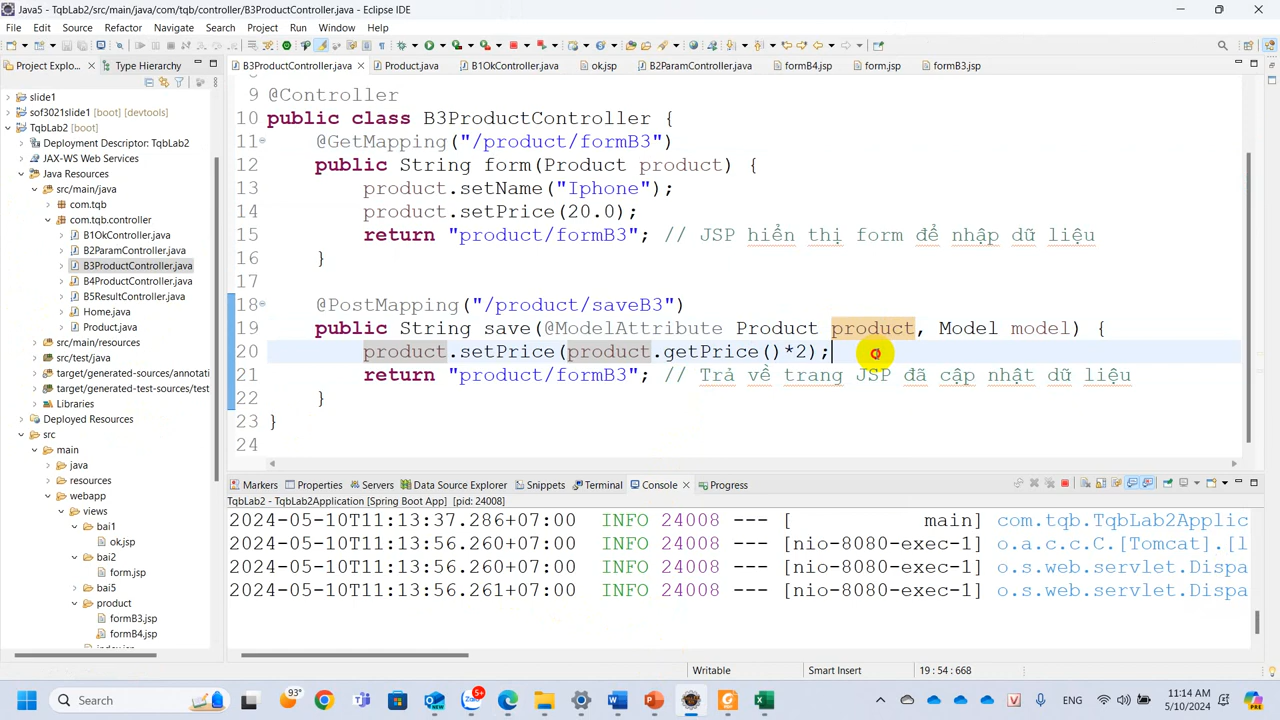 Java5 - TqbLab2/src/main/java/com/tqb/controller/B3ProductController.java - Eclipse IDE
File Edit Source Refactor Navigate Search Project Run Window Help
Project Explo... Type Hierarchy
B3ProductController.java Product.java B1OkController.java ok.jsp B2ParamController.java formB4.jsp form.jsp formB3.jsp
slide1
sof3021slide1 [boot] [devtools]
TqbLab2 [boot]
Deployment Descriptor: TqbLab2
JAX-WS Web Services
Java Resources
src/main/java
com.tqb
com.tqb.controller
B1OkController.java
B2ParamController.java
B3ProductController.java
B4ProductController.java
B5ResultController.java
Home.java
Product.java
src/main/resources
src/test/java
target/generated-sources/annotati
target/generated-test-sources/test
Libraries
Deployed Resources
src
main
java
resources
webapp
views
bai1
ok.jsp
bai2
form.jsp
bai5
product
formB3.jsp
formB4.jsp
9 @Controller
10 public class B3ProductController {
11 @GetMapping("/product/formB3")
12 public String form(Product product) {
13 product.setName("Iphone");
14 product.setPrice(20.0);
15 return "product/formB3"; // JSP hiển thị form để nhập dữ liệu
16 }
17
18 @PostMapping("/product/saveB3")
19 public String save(@ModelAttribute Product product, Model model) {
20 product.setPrice(product.getPrice()*2);
21 return "product/formB3"; // Trả về trang JSP đã cập nhật dữ liệu
22 }
23 }
24
Markers Properties Servers Data Source Explorer Snippets Terminal Console Progress
TqbLab2 - TqbLab2Application [Spring Boot App] [pid: 24008]
2024-05-10T11:13:37.286+07:00 INFO 24008 --- [ main] com.tqb.TqbLab2Applic
2024-05-10T11:13:56.260+07:00 INFO 24008 --- [nio-8080-exec-1] o.a.c.c.C.[Tomcat].[l
2024-05-10T11:13:56.260+07:00 INFO 24008 --- [nio-8080-exec-1] o.s.web.servlet.Dispa
2024-05-10T11:13:56.261+07:00 INFO 24008 --- [nio-8080-exec-1] o.s.web.servlet.Dispa
Writable Smart Insert 19 : 54 : 668
Search 93° 5+ ENG 11:14 AM
5/10/2024